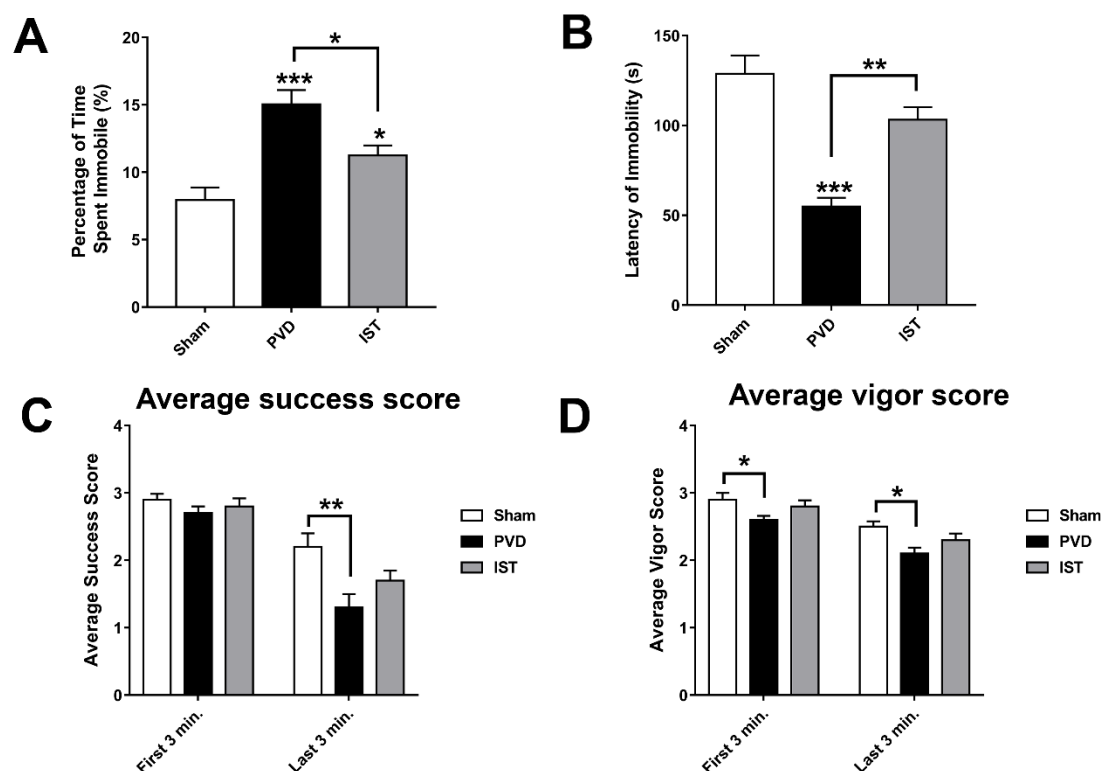 A
Percentage of Time
Spent Immobile (%)
20
15
10
5
0
*
***
*
Sham
PVD
IST
B
Latency of Immobility (s)
150
100
50
0
**
***
Sham
PVD
IST
C
Average success score
Average Success Score
4
3
2
1
0
**
Sham
PVD
IST
First 3 min.
Last 3 min.
D
Average vigor score
Average Vigor Score
4
3
2
1
0
*
*
Sham
PVD
IST
First 3 min.
Last 3 min.